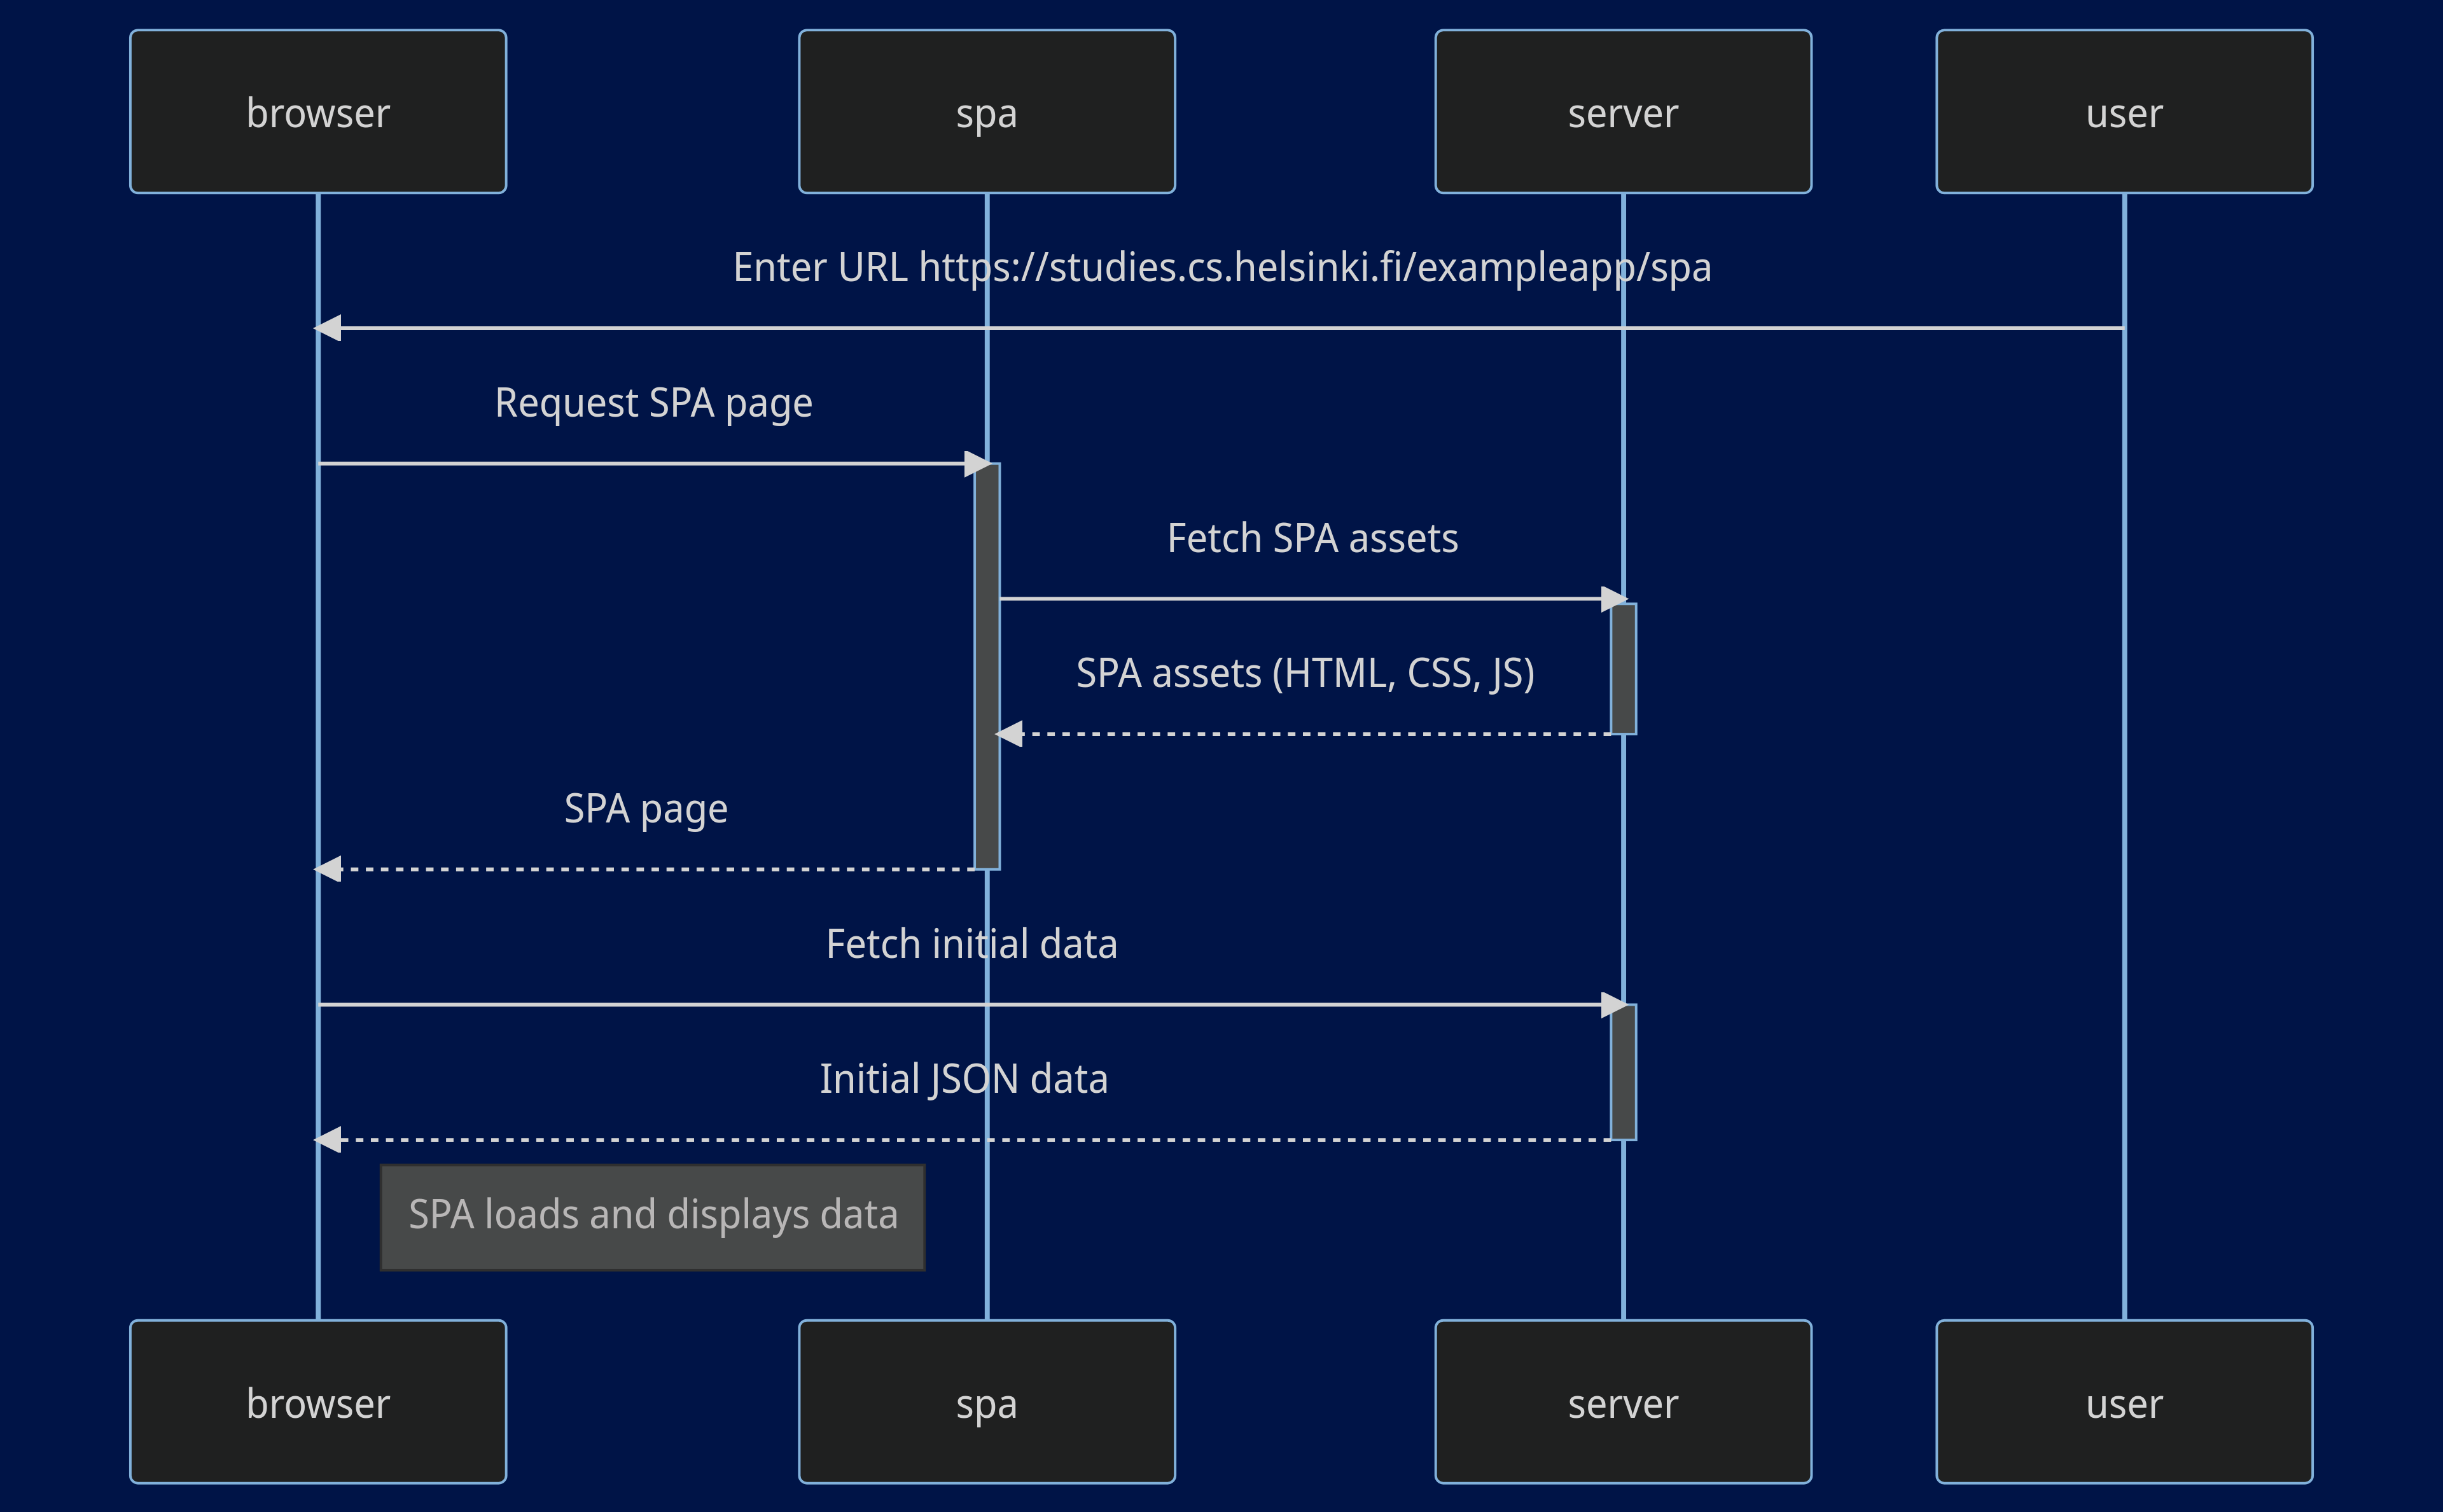 browser
spa
server
user
Enter URL https://studies.cs.helsinki.fi/exampleapp/spa
Request SPA page
Fetch SPA assets
SPA assets (HTML, CSS, JS)
SPA page
Fetch initial data
Initial JSON data
SPA loads and displays data
browser
spa
server
user